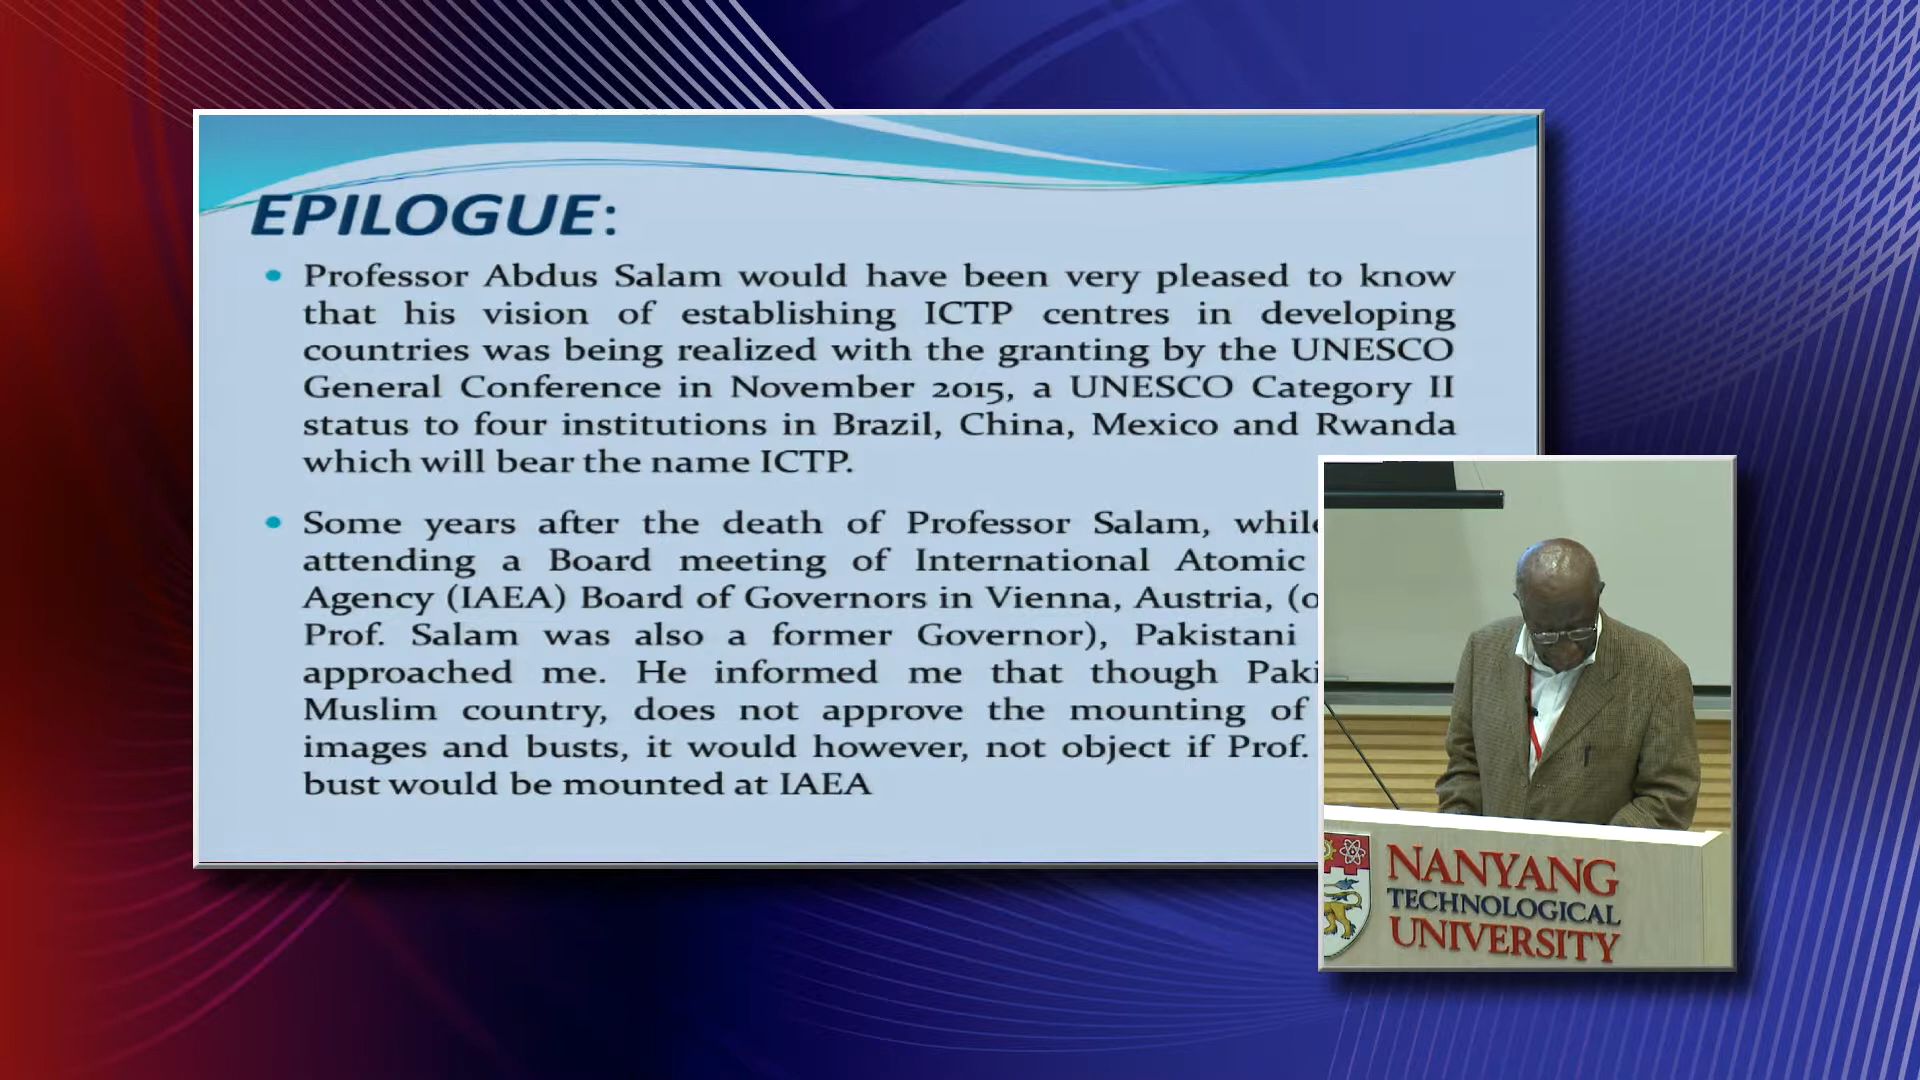 EPILOGUE:
• Professor Abdus Salam would have been very pleased to know
that his vision of establishing ICTP centres in developing
countries was being realized with the granting by the UNESCO
General Conference in November 2015, a UNESCO Category II
status to four institutions in Brazil, China, Mexico and Rwanda
which will bear the name ICTP.
• Some years after the death of Professor Salam, while
attending a Board meeting of International Atomic
Agency (IAEA) Board of Governors in Vienna, Austria,
Prof. Salam was also a former Governor), Pakistani
approached me. He informed me that though
Muslim country, does not approve the mounting of
images and busts, it would however, not object if Prof.
bust would be mounted at IAEA
NANYANG
TECHNOLOGICAL
UNIVERSITY